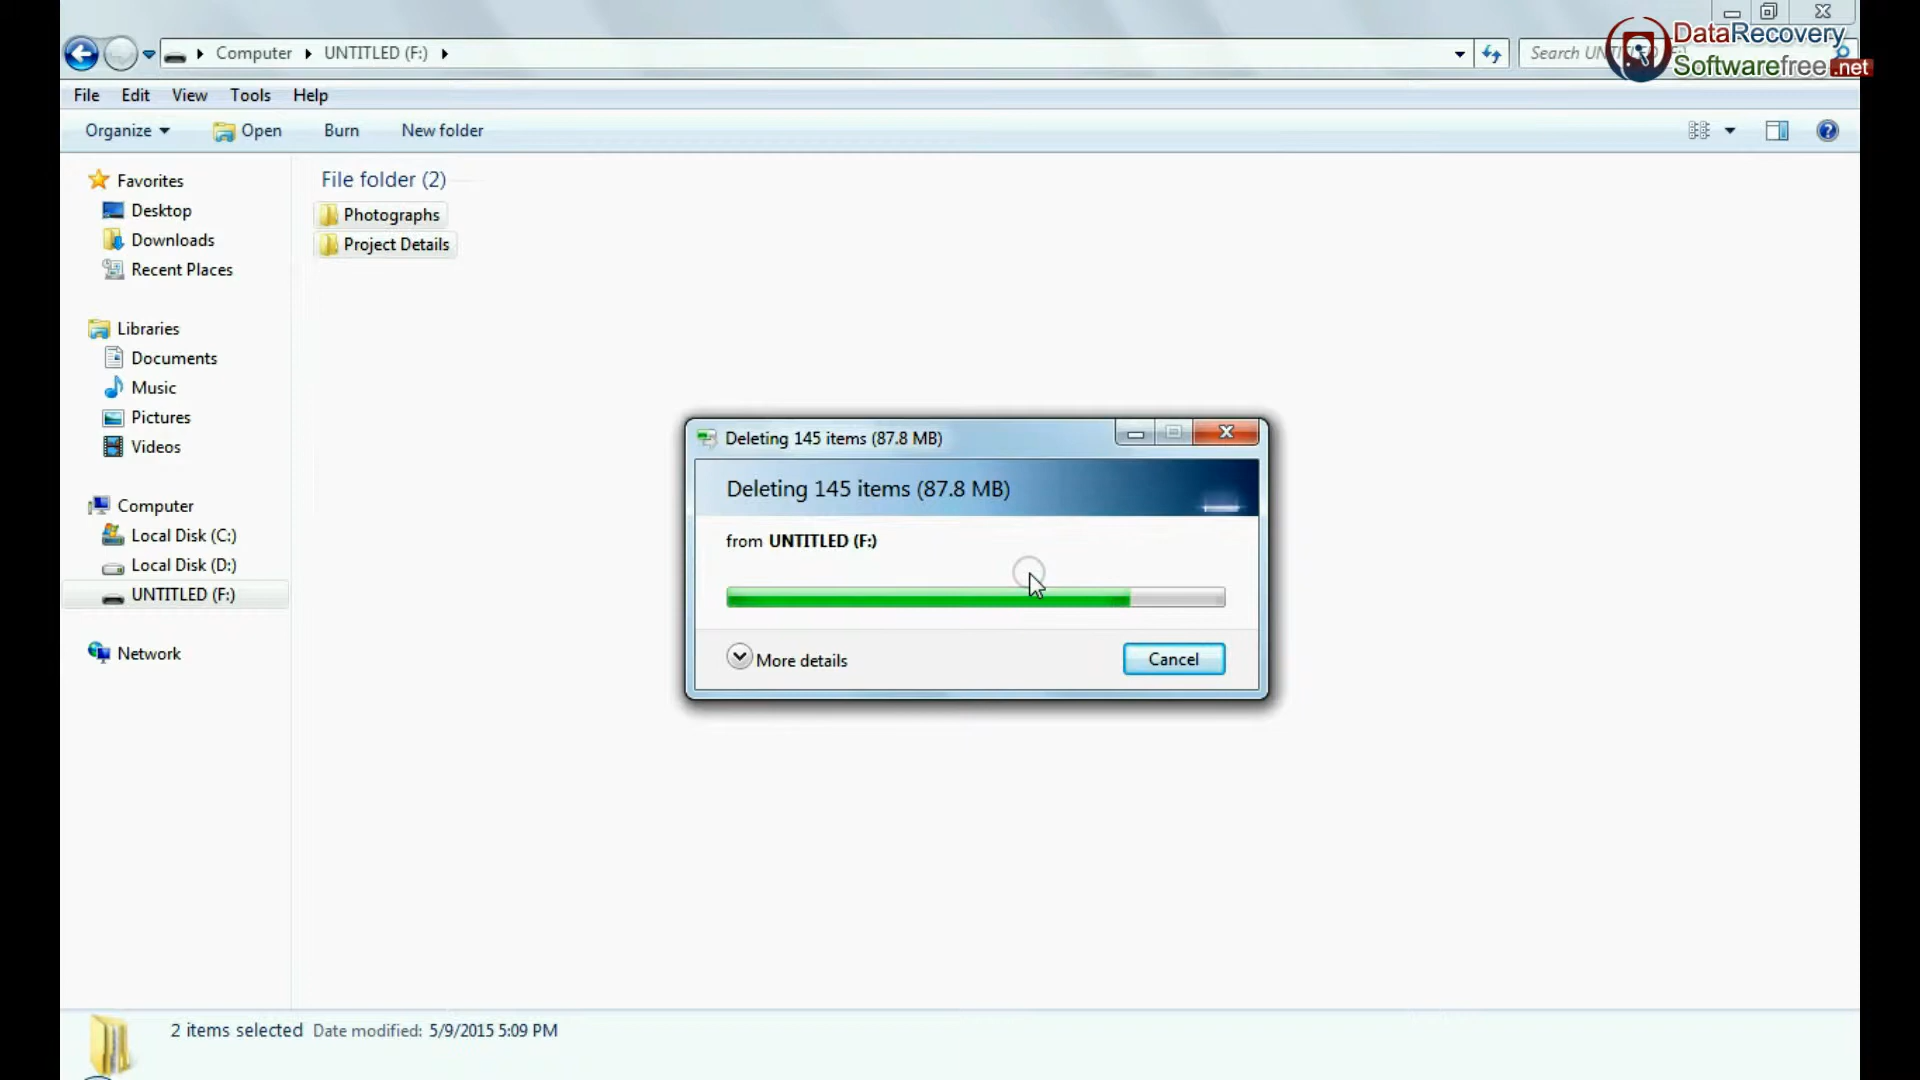 DataRecovery
Softwarefree.net
Computer
UNTITLED (F:)
Search
File
Edit
View
Tools
Help
Organize
Open
Burn
New folder
Favorites
Desktop
Downloads
Recent Places
Libraries
Documents
Music
Pictures
Videos
Computer
Local Disk (C:)
Local Disk (D:)
UNTITLED (F:)
Network
File folder (2)
Photographs
Project Details
Deleting 145 items (87.8 MB)
Deleting 145 items (87.8 MB)
from UNTITLED (F:)
More details
Cancel
2 items selected Date modified: 5/9/2015 5:09 PM